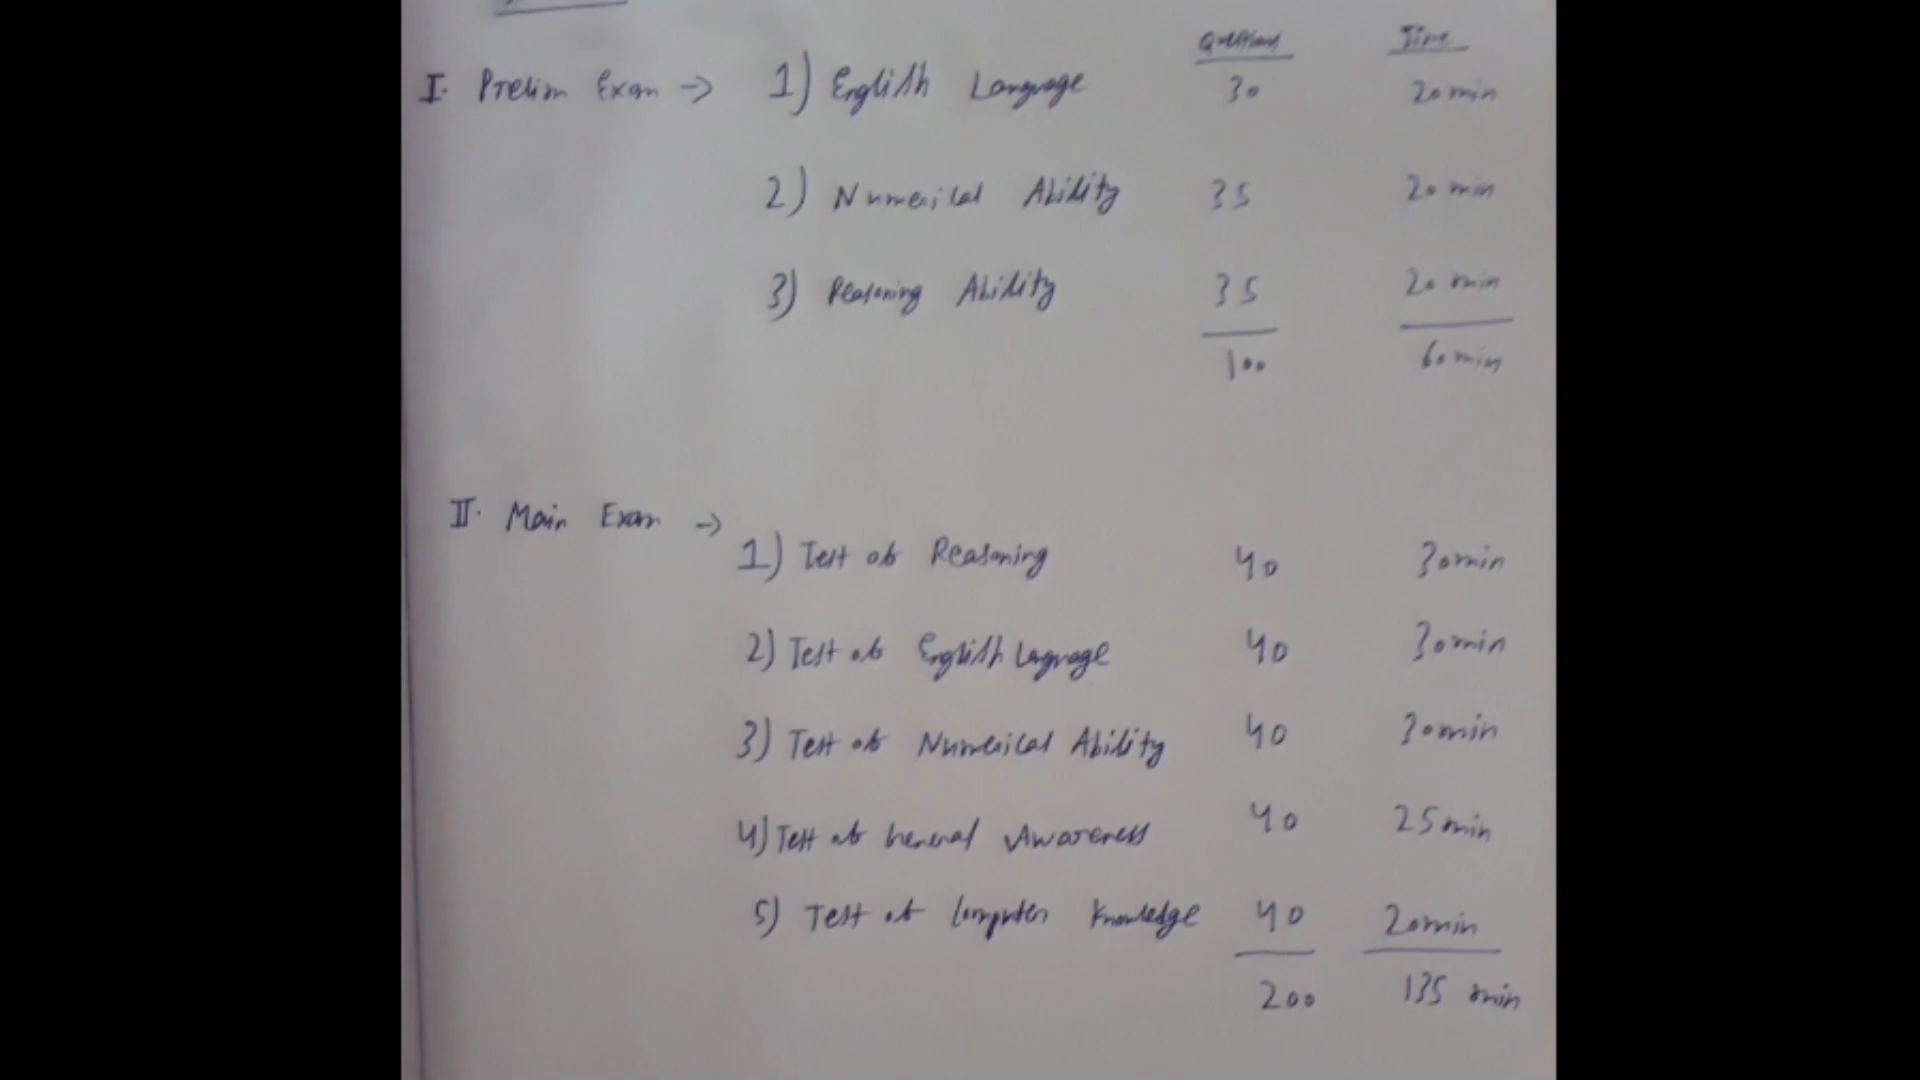 Questions Time
I. Prelim Exam → 1) English Language 30 20 min
2) Numerical Ability 35 20 min
3) Reasoning Ability 35 20 min
100 60 min
II. Main Exam →
1) Test of Reasoning 40 30 min
2) Test of English Language 40 30 min
3) Test of Numerical Ability 40 30 min
4) Test of General Awareness 40 25 min
5) Test of Computer Knowledge 40 20 min
200 135 min